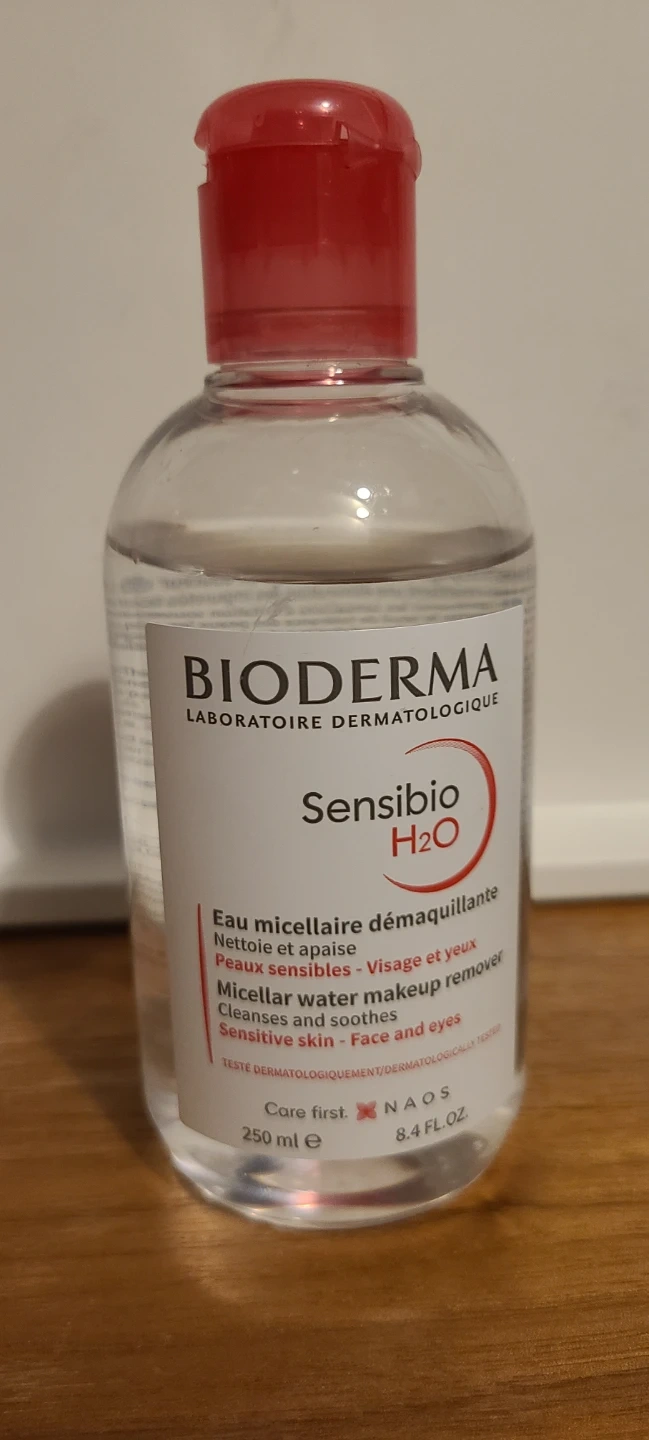 BIODERMA
LABORATOIRE DERMATOLOGIQUE
Sensibio
H2O
Eau micellaire démaquillante
Nettoie et apaise
Peaux sensibles - Visage et yeux
Micellar water makeup remover
Cleanses and soothes
Sensitive skin - Face and eyes
TESTÉ DERMATOLOGIQUEMENT/DERMATOLOGICALLY TESTED
Care first. NAOS
250 ml e 8.4 FL.OZ.